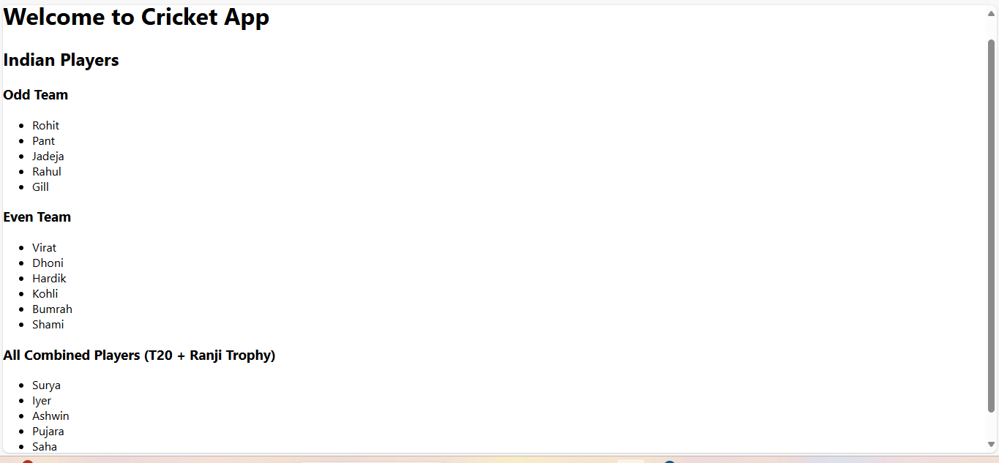 Welcome to Cricket App
Indian Players
Odd Team
Rohit
Pant
Jadeja
Rahul
Gill
Even Team
Virat
Dhoni
Hardik
Kohli
Bumrah
Shami
All Combined Players (T20 + Ranji Trophy)
Surya
Iyer
Ashwin
Pujara
Saha